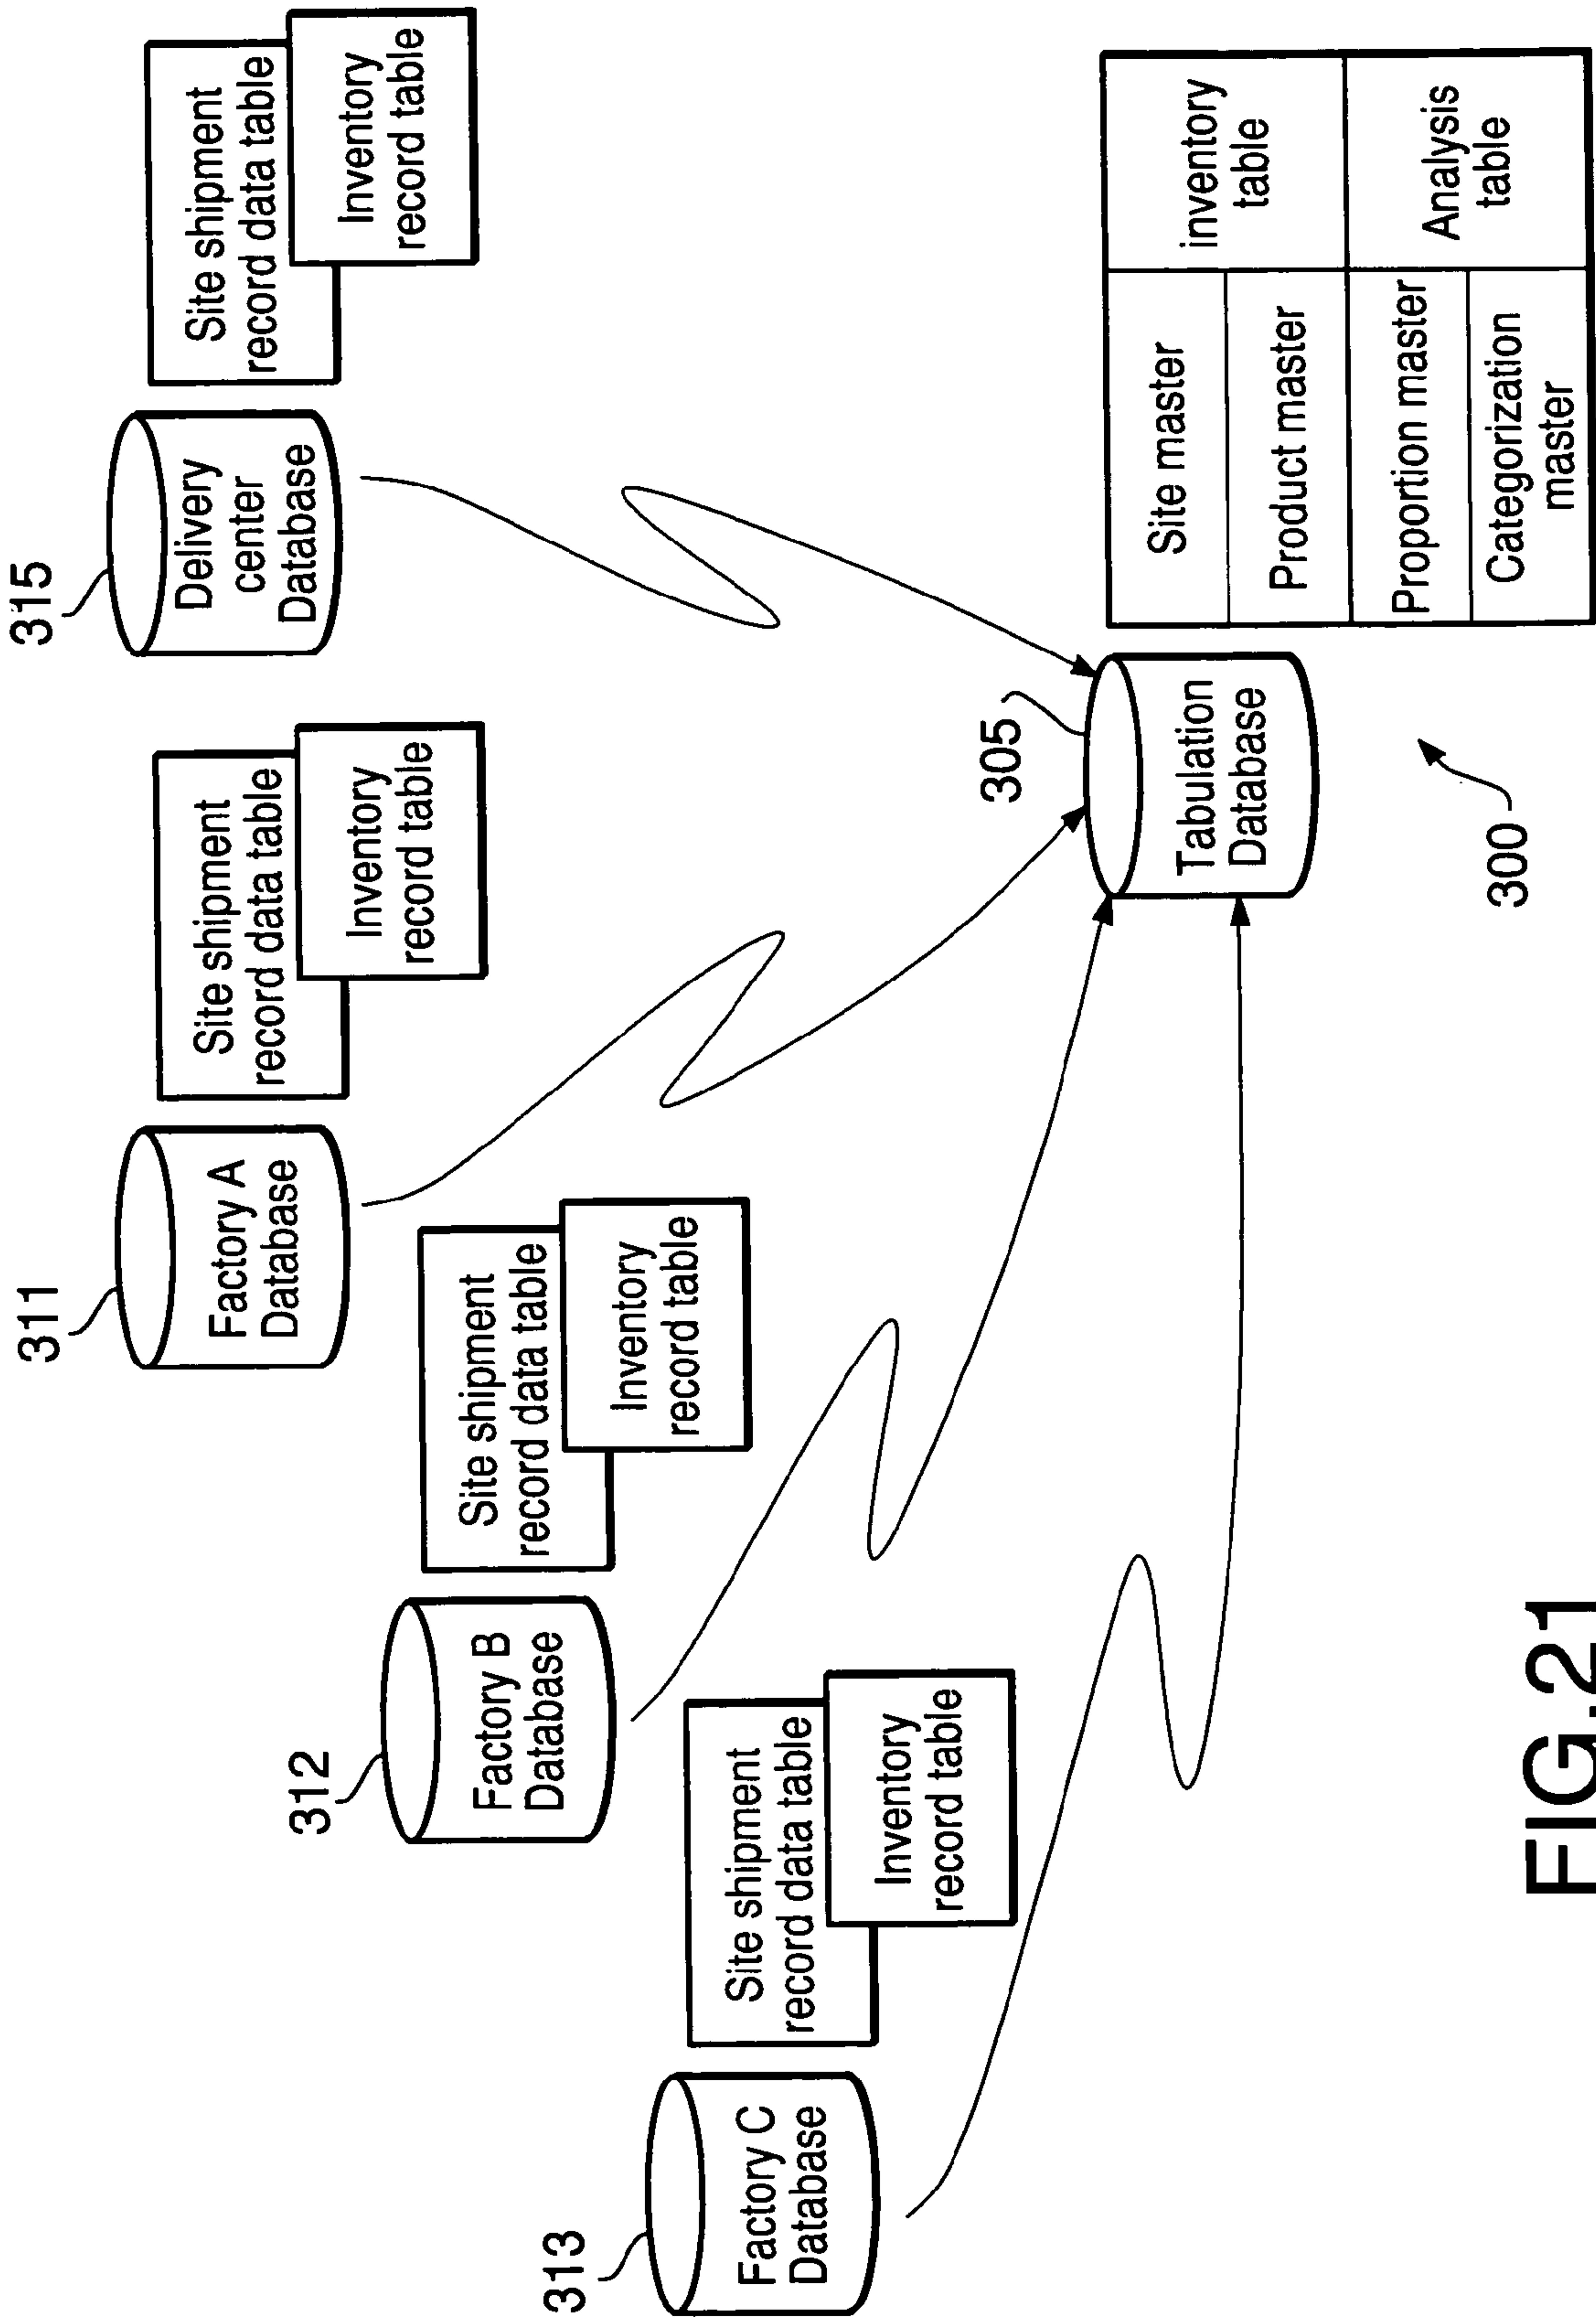 315
Delivery
center
Database
Site shipment
record data table
Inventory
record table
311
Factory A
Database
Site shipment
record data table
Inventory
record table
312
Factory B
Database
Site shipment
record data table
Inventory
record table
313
Factory C
Database
Site shipment
record data table
Inventory
record table
305
Tabulation
Database
Site master
Product master
Proportion master
Categorization
master
inventory
table
Analysis
table
300
FIG.21